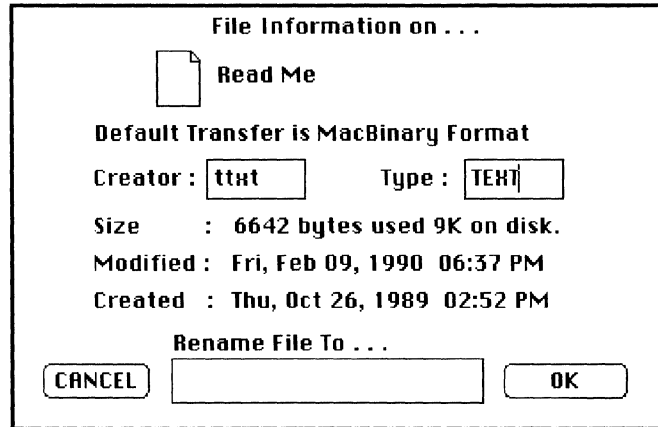 File Information on . . .
Read Me
Default Transfer is MacBinary Format
Creator : ttxt Type : TEXT
Size : 6642 bytes used 9K on disk.
Modified : Fri, Feb 09, 1990 06:37 PM
Created : Thu, Oct 26, 1989 02:52 PM
Rename File To . . .
CANCEL OK